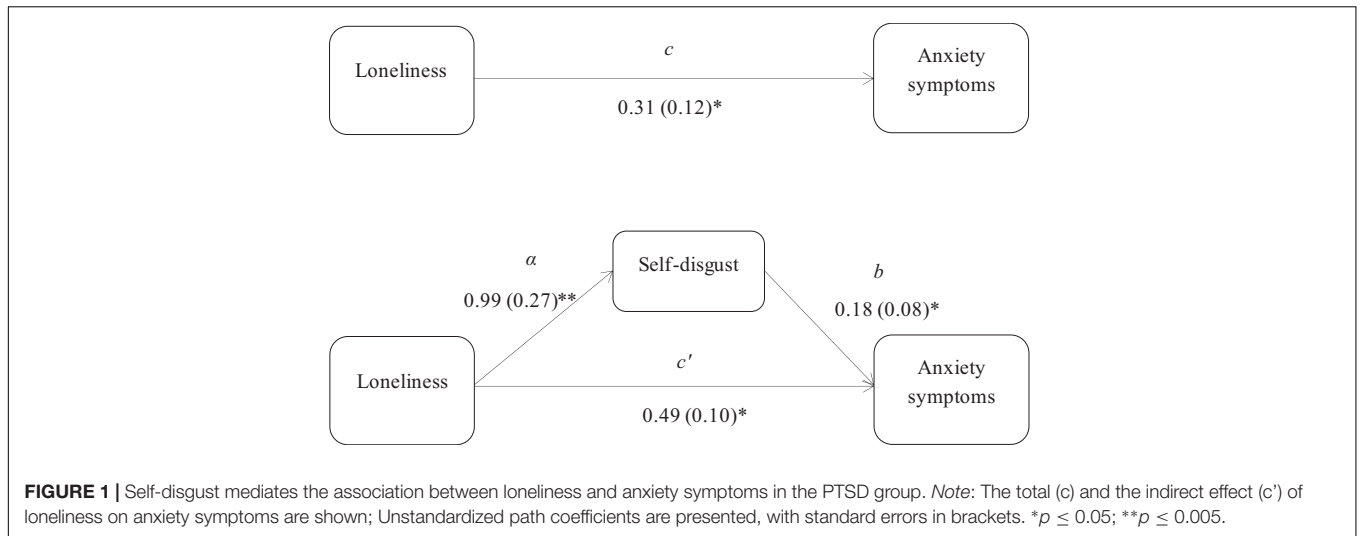 c
Loneliness
Anxiety
symptoms
0.31 (0.12)*
α
Self-disgust
b
0.99 (0.27)**
0.18 (0.08)*
c'
Loneliness
Anxiety
symptoms
0.49 (0.10)*
FIGURE 1 | Self-disgust mediates the association between loneliness and anxiety symptoms in the PTSD group. Note: The total (c) and the indirect effect (c') of
loneliness on anxiety symptoms are shown; Unstandardized path coefficients are presented, with standard errors in brackets. *p ≤ 0.05; **p ≤ 0.005.